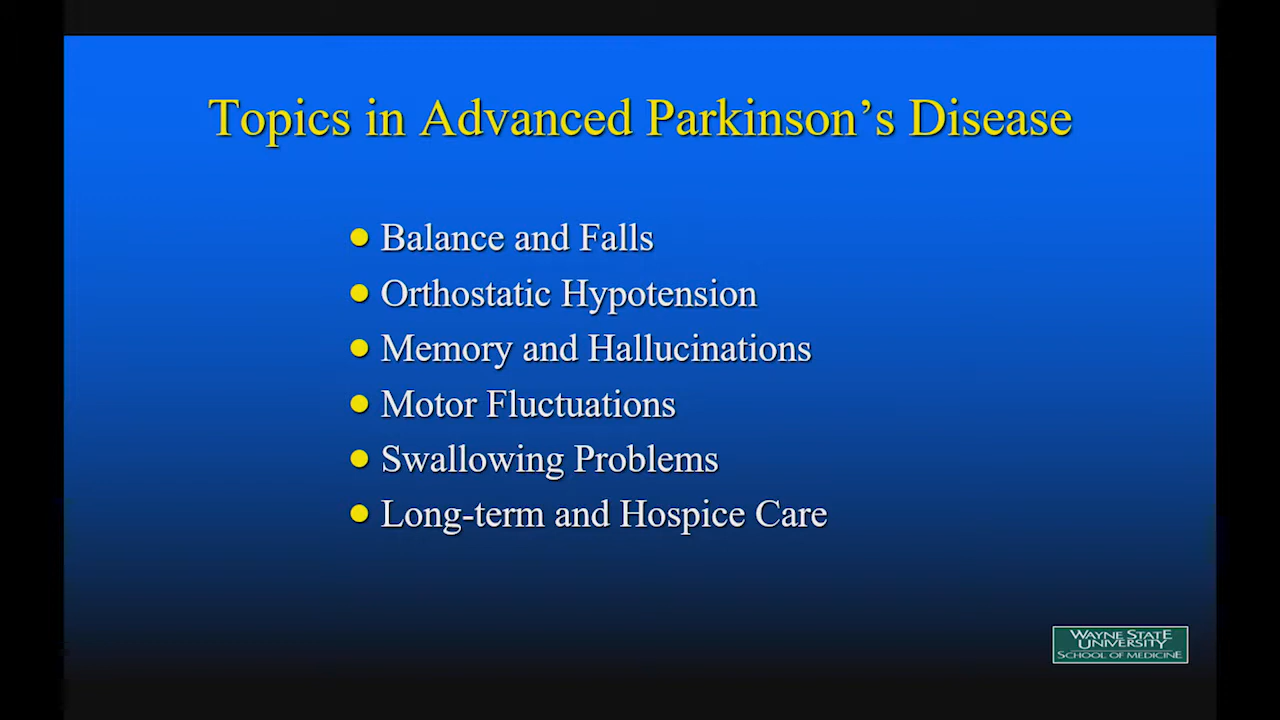 Topics in Advanced Parkinson’s Disease
Balance and Falls
Orthostatic Hypotension
Memory and Hallucinations
Motor Fluctuations
Swallowing Problems
Long-term and Hospice Care
WAYNE STATE
UNIVERSITY
SCHOOL OF MEDICINE